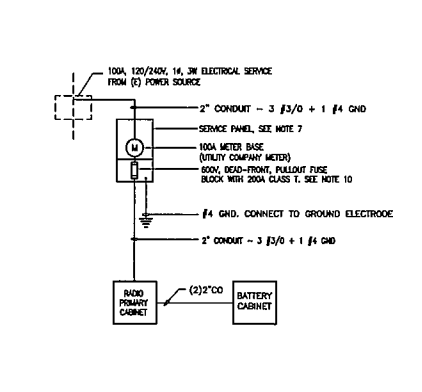 100A, 120/240V, 1ø, 3W ELECTRICAL SERVICE
FROM (E) POWER SOURCE
2" CONDUIT ~ 3 #3/0 + 1 #4 GND
SERVICE PANEL, SEE NOTE 7
M
100A METER BASE
(UTILITY COMPANY METER)
600V, DEAD-FRONT, PULLOUT FUSE
BLOCK WITH 200A CLASS T. SEE NOTE 10
#4 GND. CONNECT TO GROUND ELECTRODE
2" CONDUIT ~ 3 #3/0 + 1 #4 GND
(2)2"CO
RADIO
PRIMARY
CABINET
BATTERY
CABINET